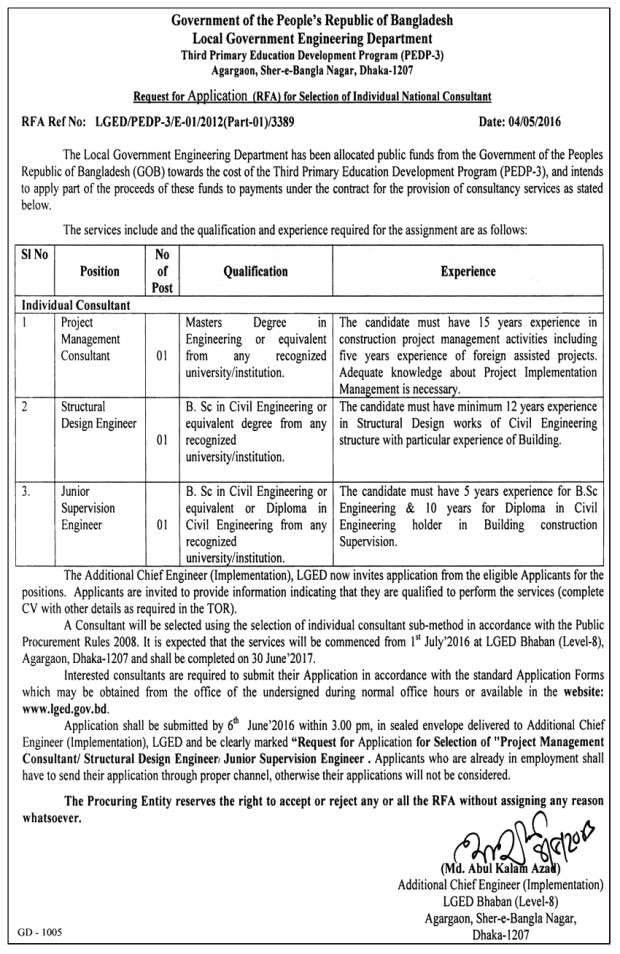 Government of the People's Republic of Bangladesh
Local Government Engineering Department
Third Primary Education Development Program (PEDP-3)
Agargaon, Sher-e-Bangla Nagar, Dhaka-1207
Request for Application (RFA) for Selection of Individual National Consultant
RFA Ref No: LGED/PEDP-3/E-01/2012(Part-01)/3389 Date: 04/05/2016
The Local Government Engineering Department has been allocated public funds from the Government of the Peoples
Republic of Bangladesh (GOB) towards the cost of the Third Primary Education Development Program (PEDP-3), and intends
to apply part of the proceeds of these funds to payments under the contract for the provision of consultancy services as stated
below.
The services include and the qualification and experience required for the assignment are as follows:
Sl No
Position
No
of
Post
Qualification
Experience
Individual Consultant
1
Project
Management
Consultant
01
Masters Degree in
Engineering or equivalent
from any recognized
university/institution.
The candidate must have 15 years experience in
construction project management activities including
five years experience of foreign assisted projects.
Adequate knowledge about Project Implementation
Management is necessary.
2
Structural
Design Engineer
01
B. Sc in Civil Engineering or
equivalent degree from any
recognized
university/institution.
The candidate must have minimum 12 years experience
in Structural Design works of Civil Engineering
structure with particular experience of Building.
3.
Junior
Supervision
Engineer
01
B. Sc in Civil Engineering or
equivalent or Diploma in
Civil Engineering from any
recognized
university/institution.
The candidate must have 5 years experience for B.Sc
Engineering & 10 years for Diploma in Civil
Engineering holder in Building construction
Supervision.
The Additional Chief Engineer (Implementation), LGED now invites application from the eligible Applicants for the
positions. Applicants are invited to provide information indicating that they are qualified to perform the services (complete
CV with other details as required in the TOR).
A Consultant will be selected using the selection of individual consultant sub-method in accordance with the Public
Procurement Rules 2008. It is expected that the services will be commenced from 1st July'2016 at LGED Bhaban (Level-8),
Agargaon, Dhaka-1207 and shall be completed on 30 June'2017.
Interested consultants are required to submit their Application in accordance with the standard Application Forms
which may be obtained from the office of the undersigned during normal office hours or available in the website:
www.lged.gov.bd.
Application shall be submitted by 6th June'2016 within 3.00 pm, in sealed envelope delivered to Additional Chief
Engineer (Implementation), LGED and be clearly marked "Request for Application for Selection of "Project Management
Consultant/ Structural Design Engineer/ Junior Supervision Engineer . Applicants who are already in employment shall
have to send their application through proper channel, otherwise their applications will not be considered.
The Procuring Entity reserves the right to accept or reject any or all the RFA without assigning any reason
whatsoever.
(Md. Abul Kalam Azad)
Additional Chief Engineer (Implementation)
LGED Bhaban (Level-8)
Agargaon, Sher-e-Bangla Nagar,
Dhaka-1207
GD - 1005